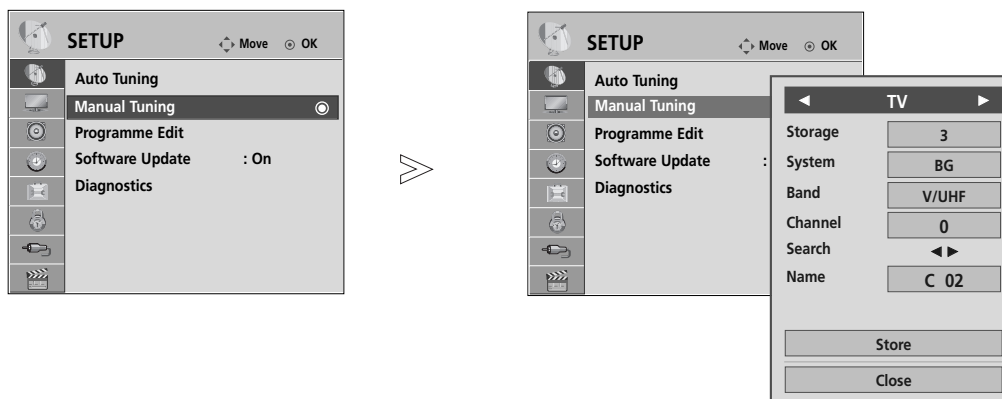 SETUP Move OK
Auto Tuning
Manual Tuning
Programme Edit
Software Update : On
Diagnostics
SETUP Move OK
Auto Tuning
Manual Tuning
Programme Edit
Software Update :
Diagnostics
TV
Storage 3
System BG
Band V/UHF
Channel 0
Search
Name C 02
Store
Close